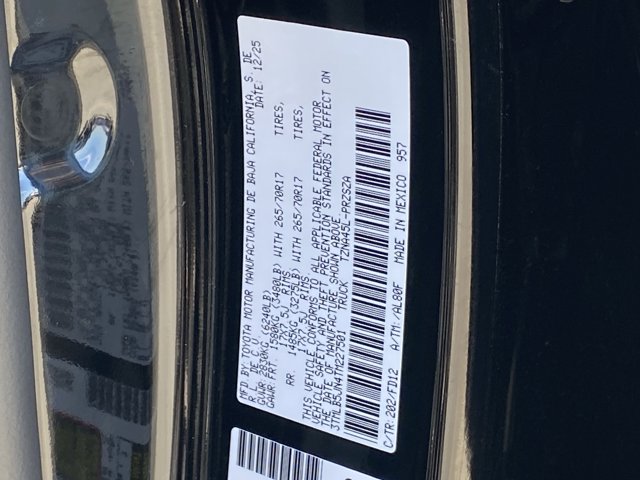 MFD BY TOYOTA MOTOR MANUFACTURING DE BAJA CALIFORNIA, S. DE
R.L. DE C.V. DATE: 12/25
GVWR 2830KG (6240LB)
GAWR FRT. 1580KG (3480LB) WITH 265/70R17 TIRES,
17X7.5J RIMS
RR. 1485KG (3275LB) WITH 265/70R17 TIRES,
17X7.5J RIMS
THIS VEHICLE CONFORMS TO ALL APPLICABLE FEDERAL MOTOR
VEHICLE SAFETY AND THEFT PREVENTION STANDARDS IN EFFECT ON
THE DATE OF MANUFACTURE SHOWN ABOVE.
3TMLB5JN4TM227501 TRUCK TZNA45L-PRZSZA
C/TR:202/FD12 A/TM:/AL80F MADE IN MEXICO 957